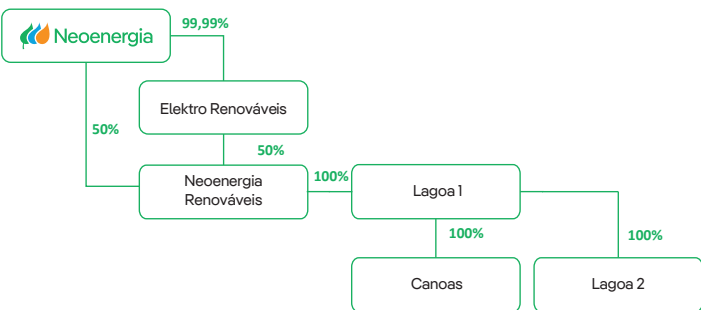 Neoenergia
99,99%
Elektro Renováveis
50%
50%
Neoenergia
Renováveis
100%
Lagoa 1
100%
100%
Canoas
Lagoa 2